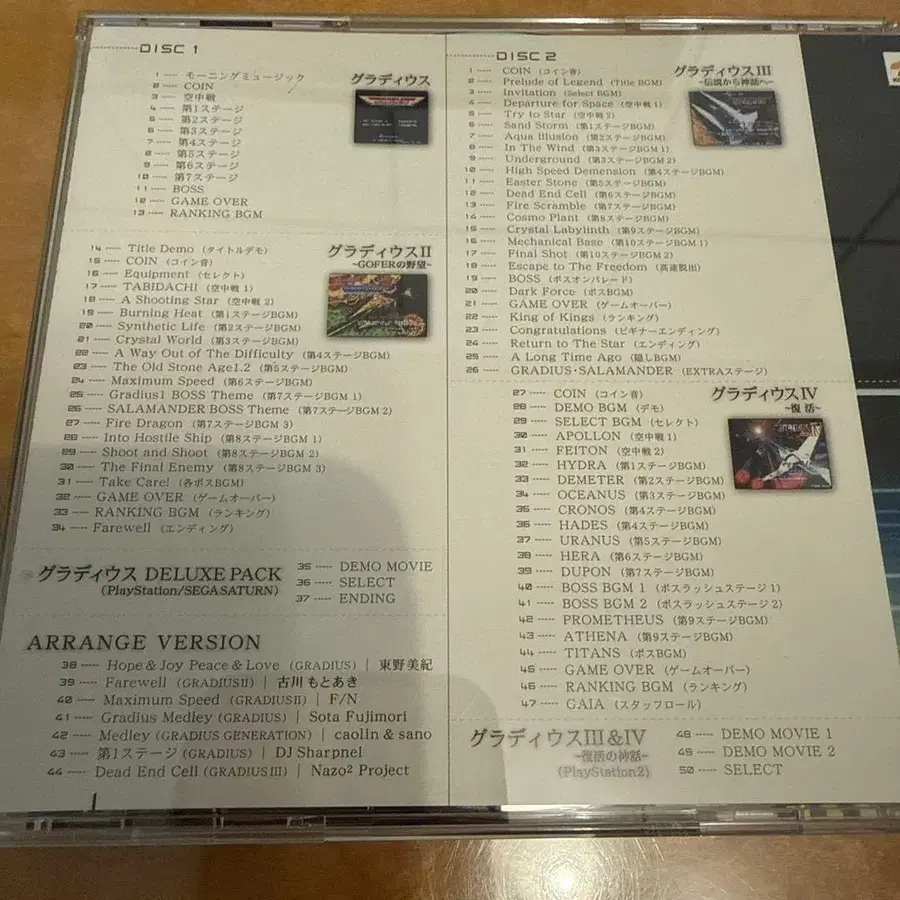 DISC 1
グラディウス
1 モーニングミュージック
2 COIN
3 空中戦
4 第1ステージ
5 第2ステージ
6 第3ステージ
7 第4ステージ
8 第5ステージ
9 第6ステージ
10 第7ステージ
11 BOSS
12 GAME OVER
13 RANKING BGM
グラディウスII
~GOFERの野望~
14 Title Demo (タイトルデモ)
15 COIN (コイン音)
16 Equipment (セレクト)
17 TABIDACHI (空中戦 1)
18 A Shooting Star (空中戦 2)
19 Burning Heat (第1ステージBGM)
20 Synthetic Life (第2ステージBGM)
21 Crystal World (第3ステージBGM)
22 A Way Out of The Difficulty (第4ステージBGM)
23 The Old Stone Age1.2 (第5ステージBGM)
24 Maximum Speed (第6ステージBGM)
25 Gradius1 BOSS Theme (第7ステージBGM 1)
26 SALAMANDER BOSS Theme (第7ステージBGM 2)
27 Fire Dragon (第7ステージBGM 3)
28 Into Hostile Ship (第8ステージBGM 1)
29 Shoot and Shoot (第8ステージBGM 2)
30 The Final Enemy (第8ステージBGM 3)
31 Take Care! (各ボスBGM)
32 GAME OVER (ゲームオーバー)
33 RANKING BGM (ランキング)
34 Farewell (エンディング)
グラディウス DELUXE PACK
(PlayStation/SEGASATURN)
35 DEMO MOVIE
36 SELECT
37 ENDING
ARRANGE VERSION
38 Hope & Joy Peace & Love (GRADIUS) | 東野美紀
39 Farewell (GRADIUSII) | 古川もとあき
40 Maximum Speed (GRADIUSII) | F/N
41 Gradius Medley (GRADIUS) | Sota Fujimori
42 Medley (GRADIUS GENERATION) | caolin & sano
43 第1ステージ (GRADIUS) | DJ Sharpnel
44 Dead End Cell (GRADIUSIII) | Nazo² Project
DISC 2
グラディウスIII
~伝説から神話へ~
1 COIN (コイン音)
2 Prelude of Legend (Title BGM)
3 Invitation (Select BGM)
4 Departure for Space (空中戦 1)
5 Try to Star (空中戦 2)
6 Sand Storm (第1ステージBGM)
7 Aqua Illusion (第2ステージBGM)
8 In The Wind (第3ステージBGM 1)
9 Underground (第3ステージBGM 2)
10 High Speed Demension (第4ステージBGM)
11 Easter Stone (第5ステージBGM)
12 Dead End Cell (第6ステージBGM)
13 Fire Scramble (第7ステージBGM)
14 Cosmo Plant (第8ステージBGM)
15 Crystal Labylinth (第9ステージBGM)
16 Mechanical Base (第10ステージBGM 1)
17 Final Shot (第10ステージBGM 2)
18 Escape to The Freedom (高速脱出)
19 BOSS (ボスオンパレード)
20 Dark Force (ボスBGM)
21 GAME OVER (ゲームオーバー)
22 King of Kings (ランキング)
23 Congratulations (ビギナーエンディング)
24 Return to The Star (エンディング)
25 A Long Time Ago (隠しBGM)
26 GRADIUS・SALAMANDER (EXTRAステージ)
グラディウスIV
~復活~
27 COIN (コイン音)
28 DEMO BGM (デモ)
29 SELECT BGM (セレクト)
30 APOLLON (空中戦 1)
31 FEITON (空中戦 2)
32 HYDRA (第1ステージBGM)
33 DEMETER (第2ステージBGM)
34 OCEANUS (第3ステージBGM)
35 CRONOS (第4ステージBGM)
36 HADES (第4ステージBGM)
37 URANUS (第5ステージBGM)
38 HERA (第6ステージBGM)
39 DUPON (第7ステージBGM)
40 BOSS BGM 1 (ボスラッシュステージ1)
41 BOSS BGM 2 (ボスラッシュステージ2)
42 PROMETHEUS (第9ステージBGM)
43 ATHENA (第9ステージBGM)
44 TITANS (ボスBGM)
45 GAME OVER (ゲームオーバー)
46 RANKING BGM (ランキング)
47 GAIA (スタッフロール)
グラディウスIII&IV
~復活の神話~
(PlayStation2)
48 DEMO MOVIE 1
49 DEMO MOVIE 2
50 SELECT